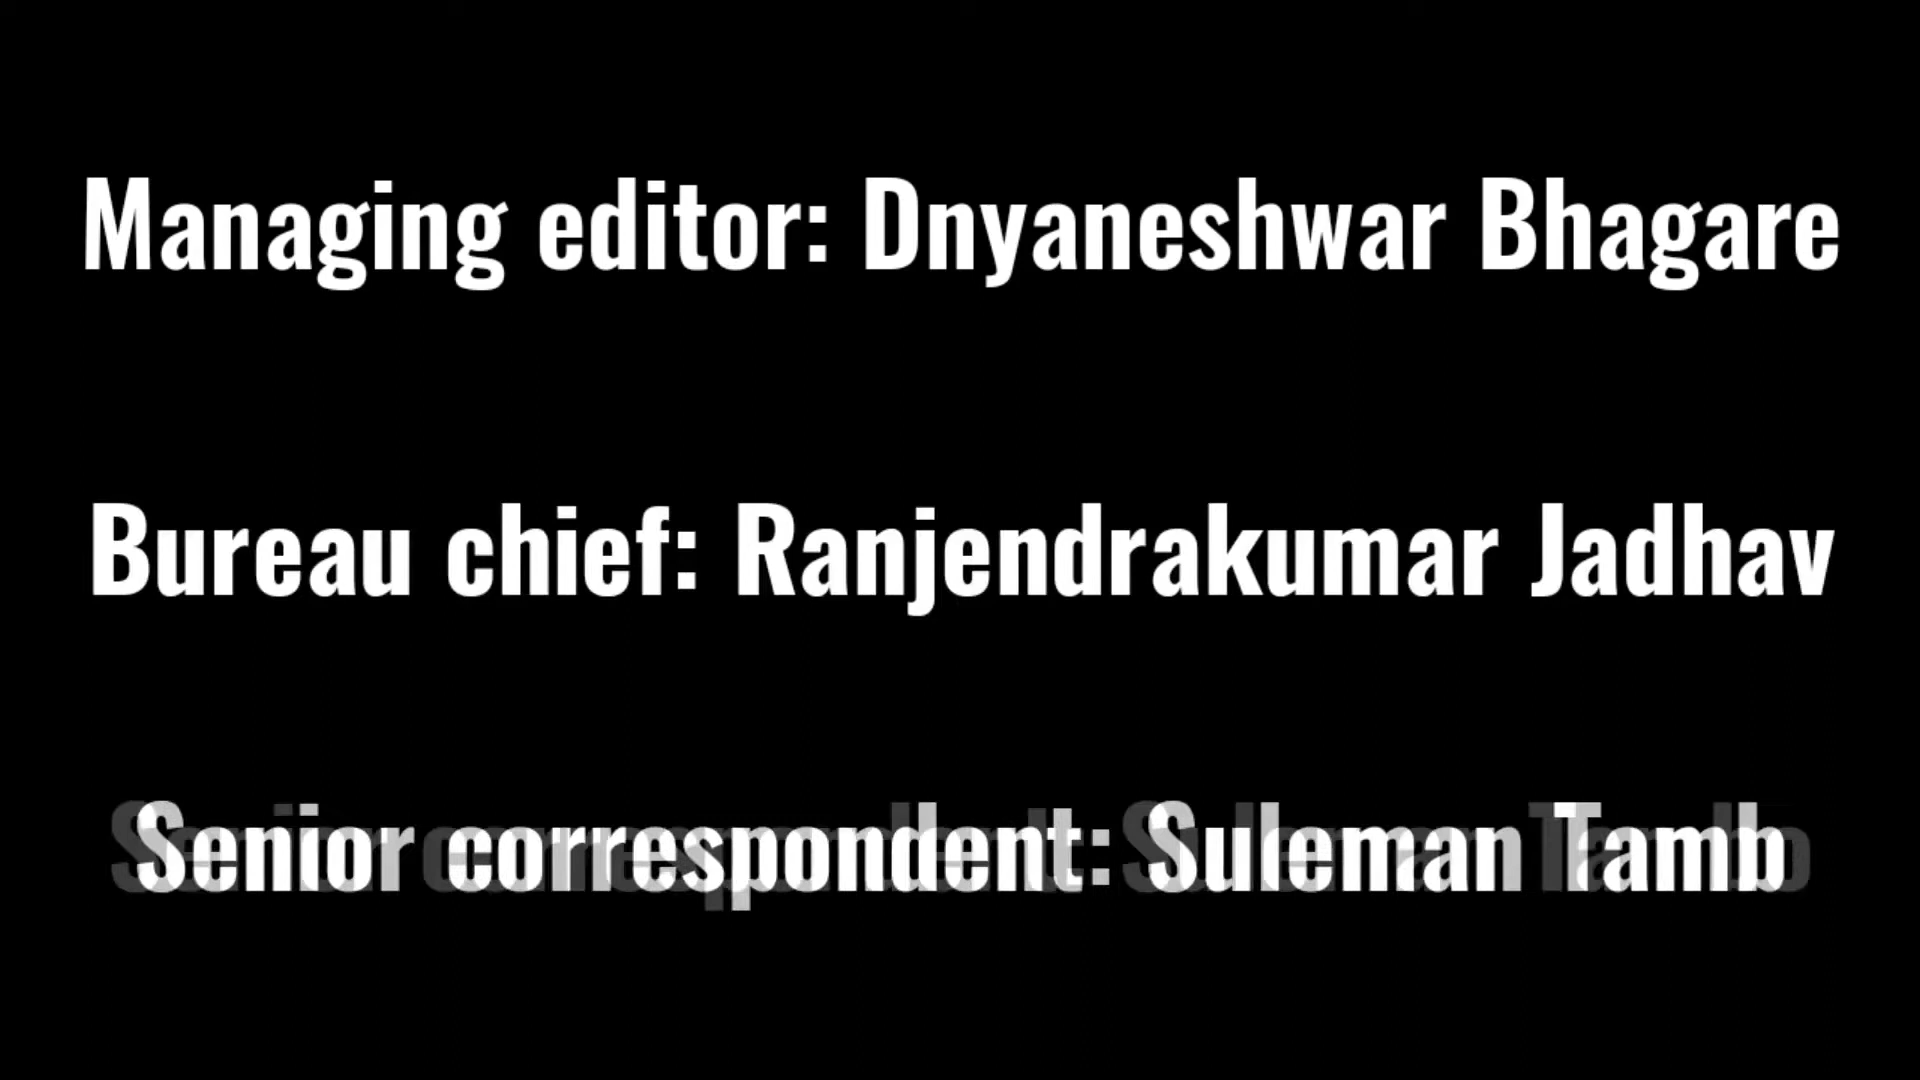 Managing editor: Dnyaneshwar Bhagare
Bureau chief: Ranjendrakumar Jadhav
Senior correspondent: Suleman Tamb